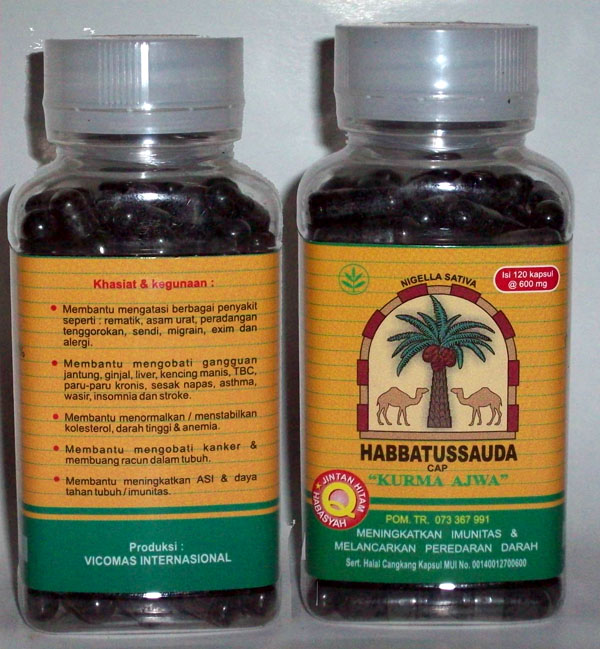 Khasiat & kegunaan :
Membantu mengatasi berbagai penyakit
seperti : rematik, asam urat, peradangan
tenggorokan, sendi, migrain, exim dan
alergi.
Membantu mengobati gangguan
jantung, ginjal, liver, kencing manis, TBC,
paru-paru kronis, sesak napas, asthma,
wasir, insomnia dan stroke.
Membantu menormalkan / menstabilkan
kolesterol, darah tinggi & anemia.
Membantu mengobati kanker &
membuang racun dalam tubuh.
Membantu meningkatkan ASI & daya
tahan tubuh / imunitas.
Produksi :
VICOMAS INTERNASIONAL
NIGELLA SATIVA
Isi 120 kapsul
@ 600 mg
HABBATUSSAUDA
CAP
"KURMA AJWA"
JINTAN HITAM
Q
HABASYAH
POM. TR. 073 367 991
MENINGKATKAN IMUNITAS &
MELANCARKAN PEREDARAN DARAH
Sert. Halal Cangkang Kapsul MUI No. 00140012700600